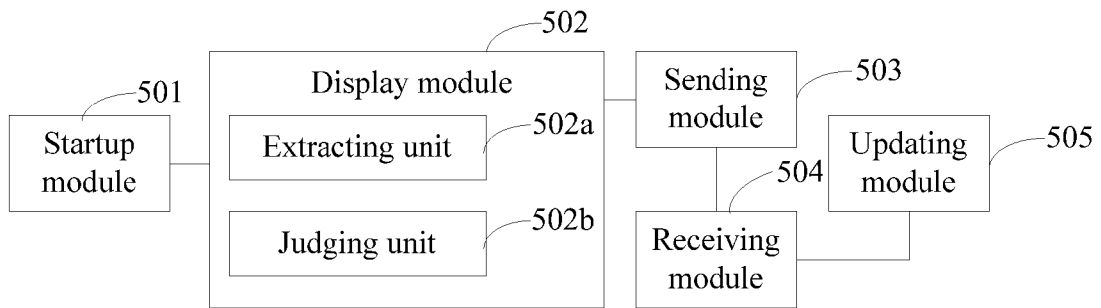 501
Startup
module
502
Display module
502a
Extracting unit
502b
Judging unit
503
Sending
module
504
Receiving
module
505
Updating
module